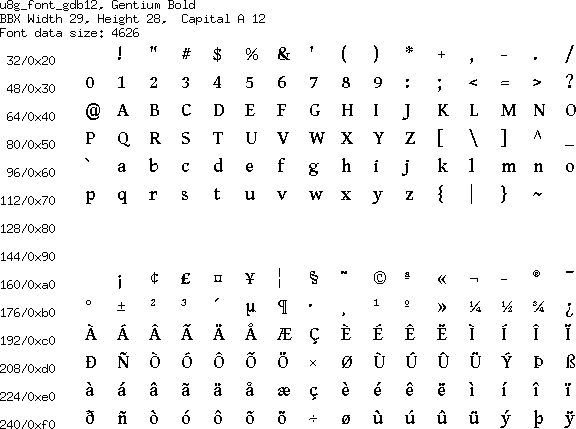 u8g_font_gdb12, Gentium Bold
BBX Width 29, Height 28,  Capital A 12
Font data size: 4626
32/0x20 ! " # $ % & ' ( ) * + , - . /
48/0x30 0 1 2 3 4 5 6 7 8 9 : ; < = > ?
64/0x40 @ A B C D E F G H I J K L M N O
80/0x50 P Q R S T U V W X Y Z [ \ ] ^ _
96/0x60 ` a b c d e f g h i j k l m n o
112/0x70 p q r s t u v w x y z { | } ~
128/0x80
144/0x90
160/0xa0 ¡ ¢ £ ¤ ¥ ¦ § ¨ © ª « ¬ - ® ¯
176/0xb0 ° ± ² ³ ´ µ ¶ · ¸ ¹ º » ¼ ½ ¾ ¿
192/0xc0 À Á Â Ã Ä Å Æ Ç È É Ê Ë Ì Í Î Ï
208/0xd0 Ð Ñ Ò Ó Ô Õ Ö × Ø Ù Ú Û Ü Ý Þ ß
224/0xe0 à á â ã ä å æ ç è é ê ë ì í î ï
240/0xf0 ð ñ ò ó ô õ ö ÷ ø ù ú û ü ý þ ÿ